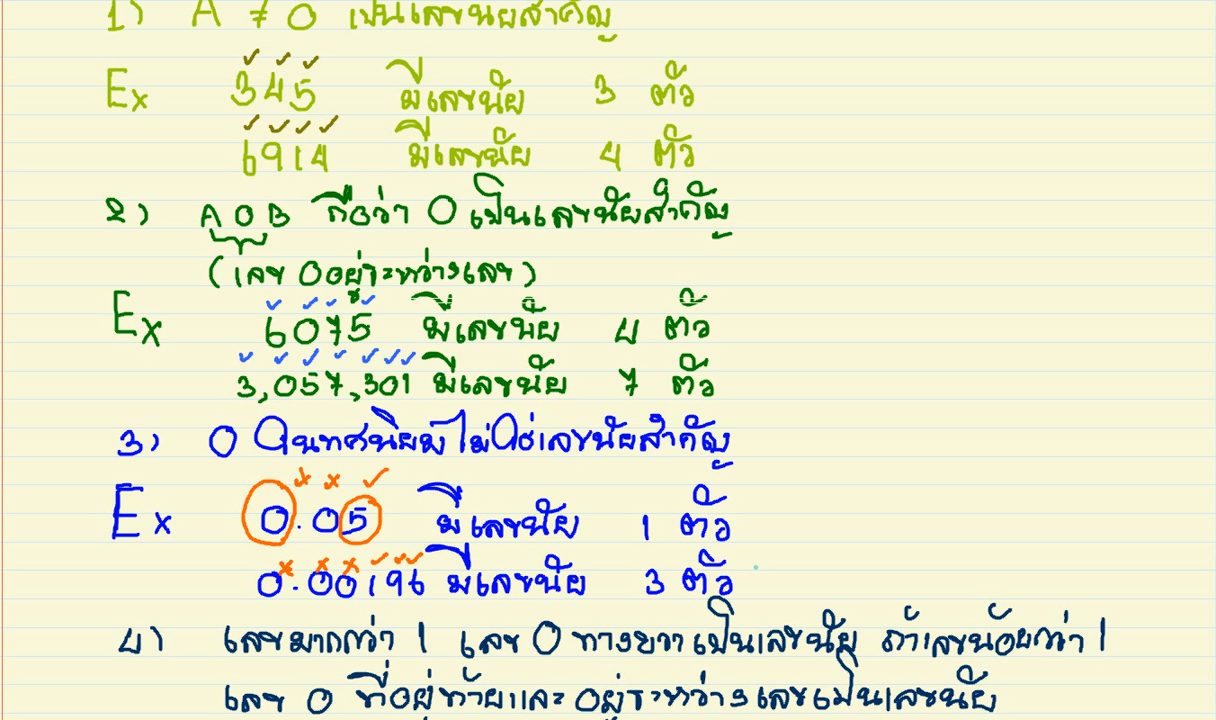 1) A ≠ 0 เป็นเลขนัยสำคัญ
Ex 345 มีเลขนัย 3 ตัว
6914 มีเลขนัย 4 ตัว
2) A0B ถือว่า 0 เป็นเลขนัยสำคัญ
(เลข 0 อยู่ระหว่างเลข)
Ex 6075 มีเลขนัย 4 ตัว
3,057,301 มีเลขนัย 7 ตัว
3) 0 ในทศนิยมไม่ใช่เลขนัยสำคัญ
Ex 0.05 มีเลขนัย 1 ตัว
0.00196 มีเลขนัย 3 ตัว
4) เลขมากกว่า 1 เลข 0 ทางขวาเป็นเลขนัย ถ้าเลขน้อยกว่า 1
เลข 0 ที่อยู่ท้ายและอยู่ระหว่างเลขเป็นเลขนัย